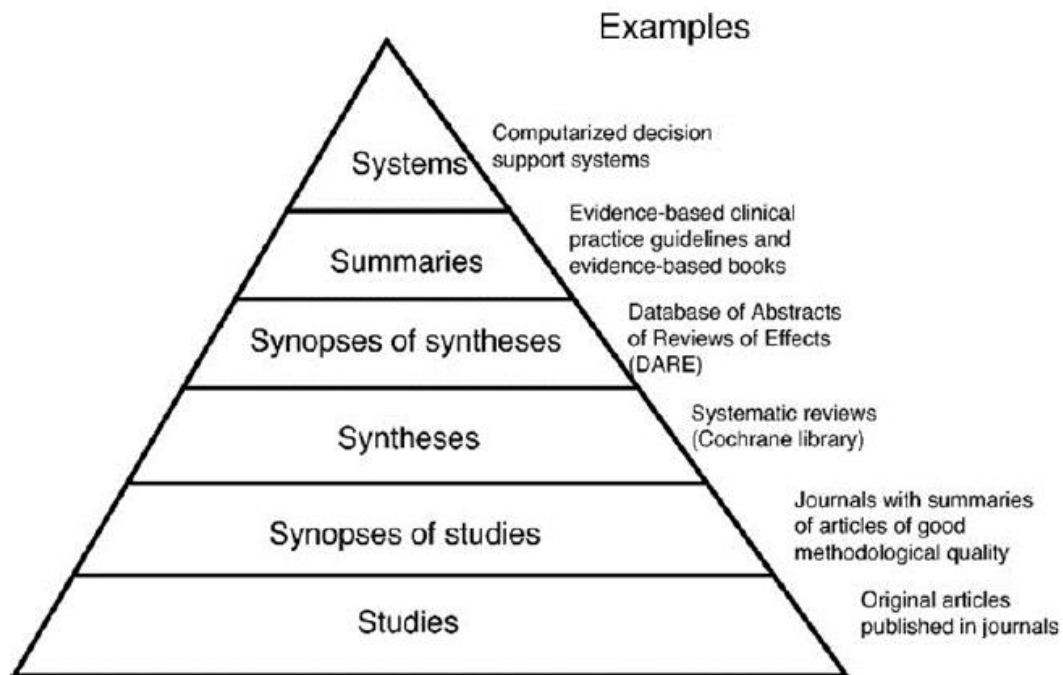 Examples
Systems
Computarized decision
support systems
Summaries
Evidence-based clinical
practice guidelines and
evidence-based books
Synopses of syntheses
Database of Abstracts
of Reviews of Effects
(DARE)
Syntheses
Systematic reviews
(Cochrane library)
Synopses of studies
Journals with summaries
of articles of good
methodological quality
Studies
Original articles
published in journals